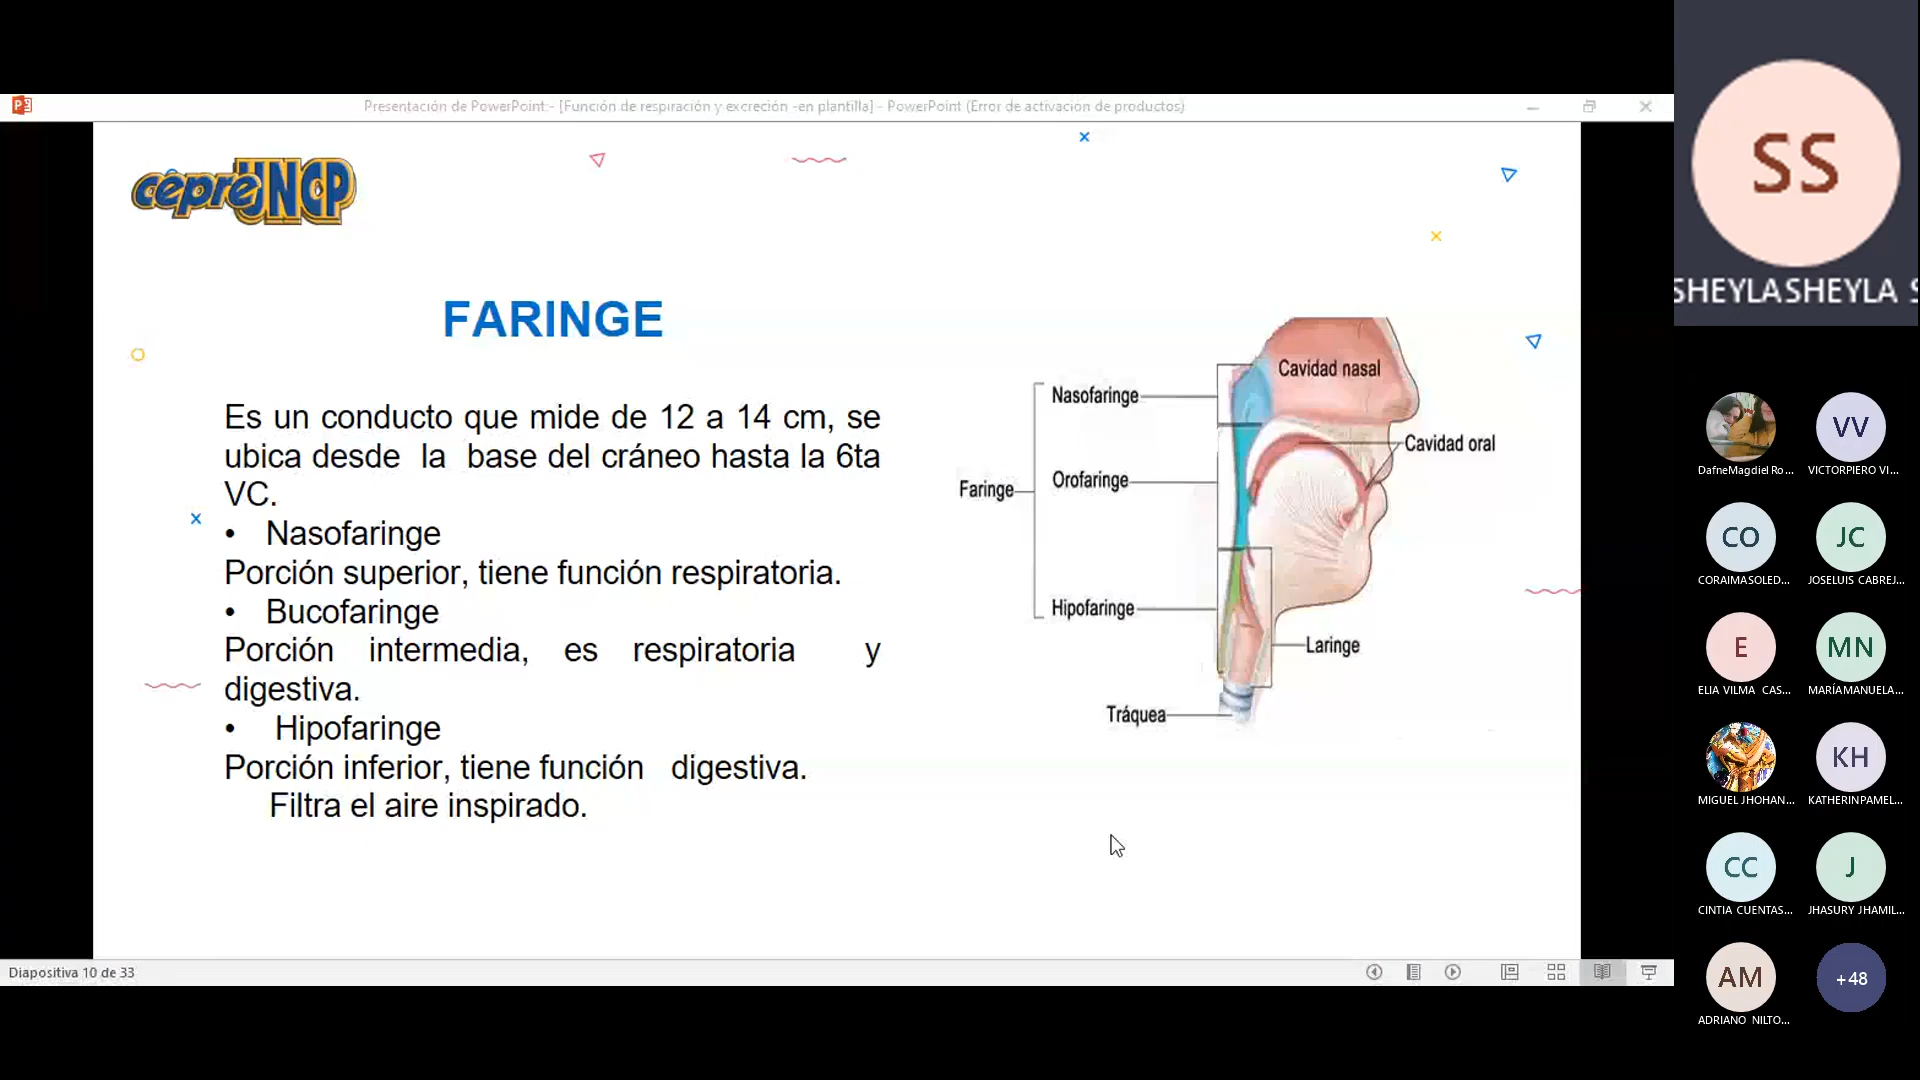 Presentación de PowerPoint - [Función de respiración y excreción -en plantilla] - PowerPoint (Error de activación de productos)
cepreUNCP
FARINGE
Es un conducto que mide de 12 a 14 cm, se
ubica desde la base del cráneo hasta la 6ta
VC.
• Nasofaringe
Porción superior, tiene función respiratoria.
• Bucofaringe
Porción intermedia, es respiratoria y
digestiva.
• Hipofaringe
Porción inferior, tiene función digestiva.
Filtra el aire inspirado.
Cavidad nasal
Nasofaringe
Cavidad oral
Orofaringe
Faringe
Hipofaringe
Laringe
Tráquea
Diapositiva 10 de 33
SS
SHEYLASHEYLA S
DafneMagdiel Ro...
VV
VICTORPIERO VI...
CO
CORAIMASOLED...
JC
JOSELUIS CABREJ...
E
ELIA VILMA CAS...
MN
MARÍAMANUELA...
MIGUEL JHOHAN...
KH
KATHERINPAMEL...
CC
CINTIA CUENTAS...
J
JHASURY JHAMIL...
AM
ADRIANO NILTO...
+48